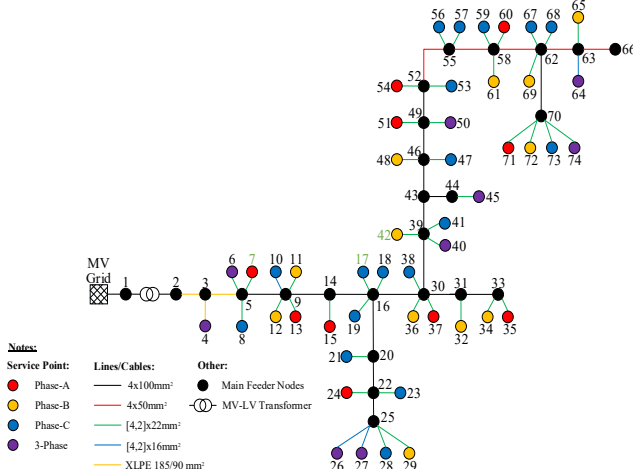 56 57 59 60 67 68 65
55 58 62 63 66
54 52 53 61 69 64
51 49 50 70
48 46 47 71 72 73 74
43 44 45
42 39 41
40
MV
Grid
1 2 3 6 7 10 11 17 18 38
5 9 14 16 30 31 33
4 8 12 13 15 19 36 37 32 34 35
21 20
24 22 23
25
26 27 28 29
Notes:
Service Point: Lines/Cables: Other:
Phase-A 4x100mm² Main Feeder Nodes
Phase-B 4x50mm² MV-LV Transformer
Phase-C [4,2]x22mm²
3-Phase [4,2]x16mm²
XLPE 185/90 mm²